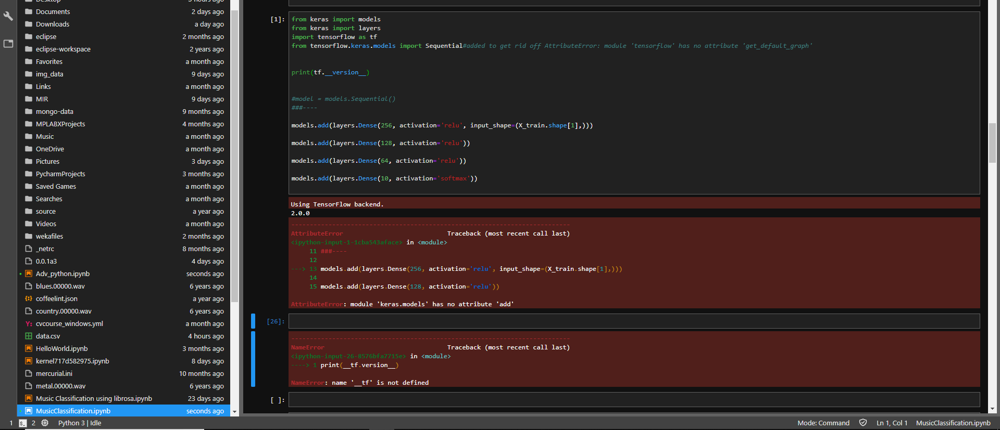 Desktop 3 hours ago
Documents 2 days ago
Downloads a day ago
eclipse 2 months ago
eclipse-workspace 2 years ago
Favorites a month ago
img_data 9 days ago
Links a month ago
MIR 9 days ago
mongo-data 9 months ago
MPLABXProjects 4 months ago
Music a month ago
OneDrive a month ago
Pictures 3 days ago
PycharmProjects 3 months ago
Saved Games a month ago
Searches a month ago
source a year ago
Videos a month ago
wekafiles 2 months ago
_netrc 8 months ago
0.0.1a3 4 days ago
Adv_python.ipynb seconds ago
blues.00000.wav 6 years ago
coffeelint.json a year ago
country.00000.wav 6 years ago
cvcourse_windows.yml a month ago
data.csv 4 hours ago
HelloWorld.ipynb 3 months ago
kernel717d582975.ipynb 8 days ago
mercurial.ini 10 months ago
metal.00000.wav 6 years ago
Music Classification using librosa.ipynb 23 days ago
MusicClassification.ipynb seconds ago
[1]: from keras import models
from keras import layers
import tensorflow as tf
from tensorflow.keras.models import Sequential#added to get rid off AttributeError: module 'tensorflow' has no attribute 'get_default_graph'
print(tf.__version__)
#model = models.Sequential()
###----
models.add(layers.Dense(256, activation='relu', input_shape=(X_train.shape[1],)))
models.add(layers.Dense(128, activation='relu'))
models.add(layers.Dense(64, activation='relu'))
models.add(layers.Dense(10, activation='softmax'))
Using TensorFlow backend.
2.0.0
---------------------------------------------------------------------------
AttributeError Traceback (most recent call last)
<ipython-input-1-1cba543aface> in <module>
11 ###----
12
---> 13 models.add(layers.Dense(256, activation='relu', input_shape=(X_train.shape[1],)))
14
15 models.add(layers.Dense(128, activation='relu'))
AttributeError: module 'keras.models' has no attribute 'add'
[26]:
---------------------------------------------------------------------------
NameError Traceback (most recent call last)
<ipython-input-26-8576bfa7715e> in <module>
----> 1 print(__tf.version__)
NameError: name '__tf' is not defined
[ ]:
1 $_ 2 Python 3 | Idle Mode: Command Ln 1, Col 1 MusicClassification.ipynb